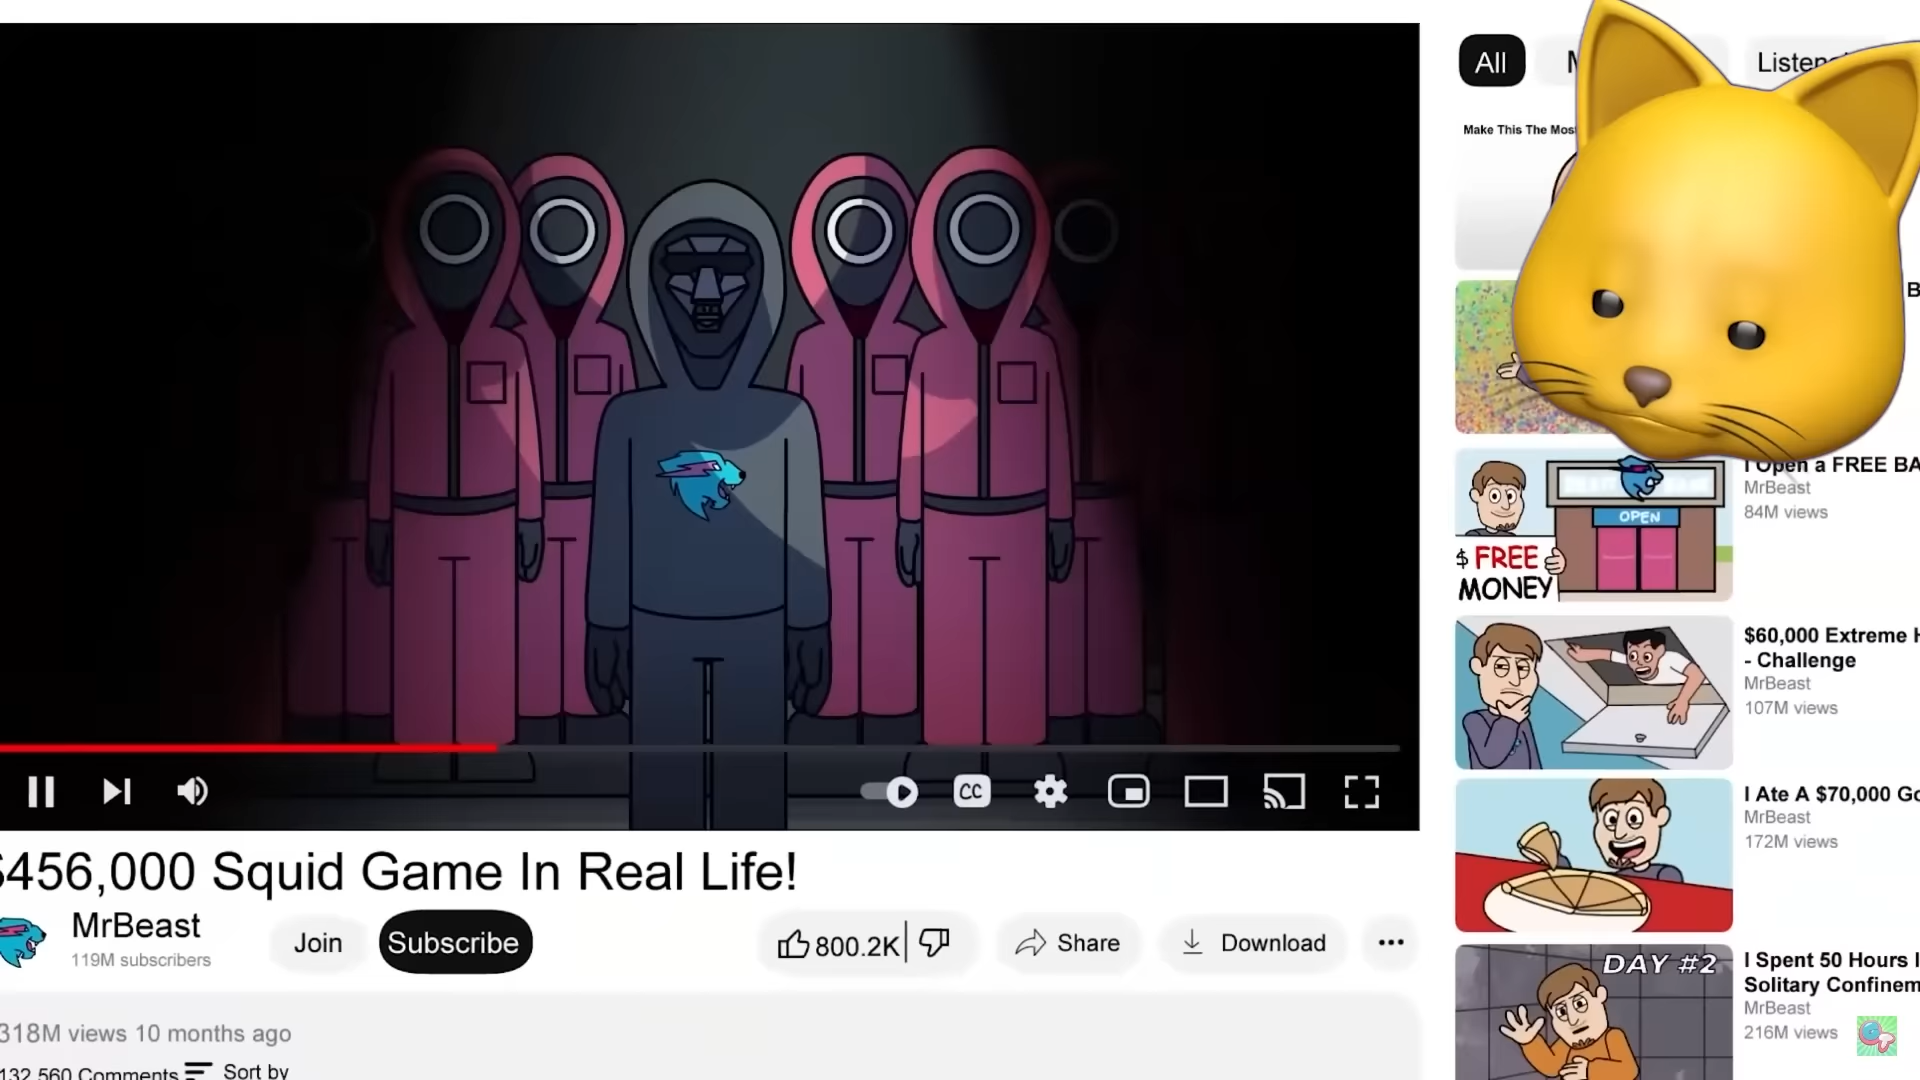 All
Make This The Mos
I Open a FREE BA
MrBeast
84M views
OPEN
$ FREE
MONEY
$60,000 Extreme H
- Challenge
MrBeast
107M views
I Ate A $70,000 Go
MrBeast
172M views
DAY #2
I Spent 50 Hours I
Solitary Confinem
MrBeast
216M views
CC
$456,000 Squid Game In Real Life!
MrBeast
119M subscribers
Join
Subscribe
800.2K
Share
Download
318M views 10 months ago
132,560 Comments
Sort by